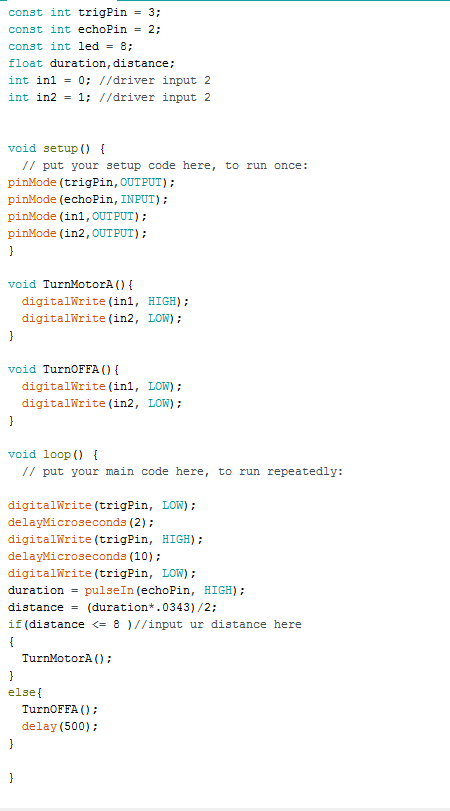 const int trigPin = 3;
const int echoPin = 2;
const int led = 8;
float duration,distance;
int in1 = 0; //driver input 2
int in2 = 1; //driver input 2
void setup() {
  // put your setup code here, to run once:
pinMode(trigPin,OUTPUT);
pinMode(echoPin,INPUT);
pinMode(in1,OUTPUT);
pinMode(in2,OUTPUT);
}
void TurnMotorA(){
  digitalWrite(in1, HIGH);
  digitalWrite(in2, LOW);
}
void TurnOFFA(){
  digitalWrite(in1, LOW);
  digitalWrite(in2, LOW);
}
void loop() {
  // put your main code here, to run repeatedly:
digitalWrite(trigPin, LOW);
delayMicroseconds(2);
digitalWrite(trigPin, HIGH);
delayMicroseconds(10);
digitalWrite(trigPin, LOW);
duration = pulseIn(echoPin, HIGH);
distance = (duration*.0343)/2;
if(distance <= 8 )//input ur distance here
{
  TurnMotorA();
}
else{
  TurnOFFA();
  delay(500);
}
}